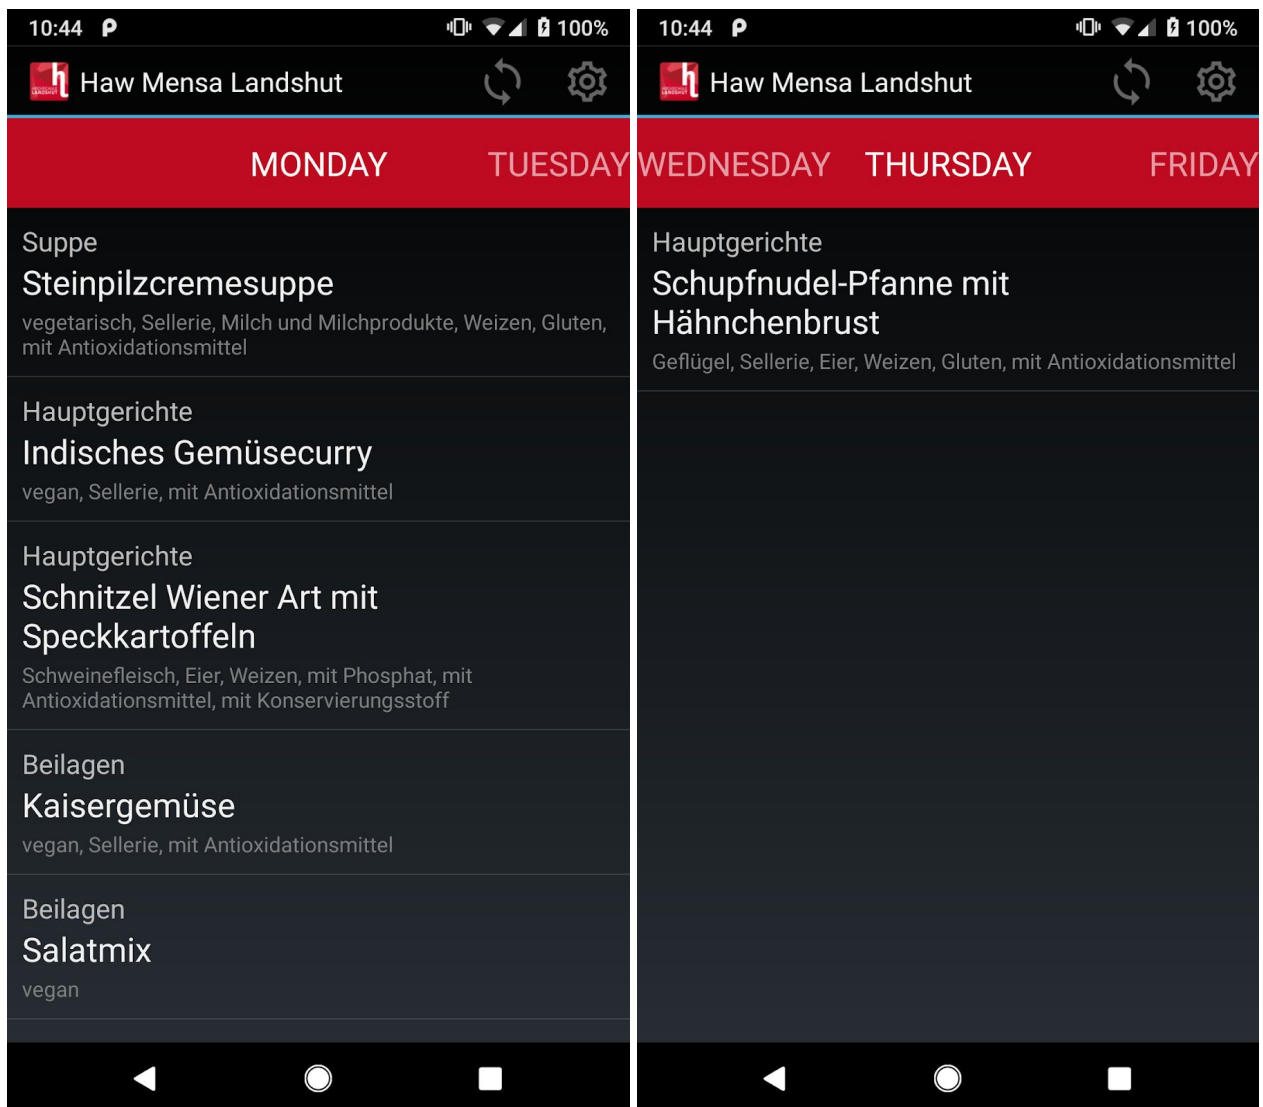 10:44
100%
Haw Mensa Landshut
MONDAY
TUESDAY
Suppe
Steinpilzcremesuppe
vegetarisch, Sellerie, Milch und Milchprodukte, Weizen, Gluten,
mit Antioxidationsmittel
Hauptgerichte
Indisches Gemüsecurry
vegan, Sellerie, mit Antioxidationsmittel
Hauptgerichte
Schnitzel Wiener Art mit
Speckkartoffeln
Schweinefleisch, Eier, Weizen, mit Phosphat, mit
Antioxidationsmittel, mit Konservierungsstoff
Beilagen
Kaisergemüse
vegan, Sellerie, mit Antioxidationsmittel
Beilagen
Salatmix
vegan
10:44
100%
Haw Mensa Landshut
WEDNESDAY
THURSDAY
FRIDAY
Hauptgerichte
Schupfnudel-Pfanne mit
Hähnchenbrust
Geflügel, Sellerie, Eier, Weizen, Gluten, mit Antioxidationsmittel